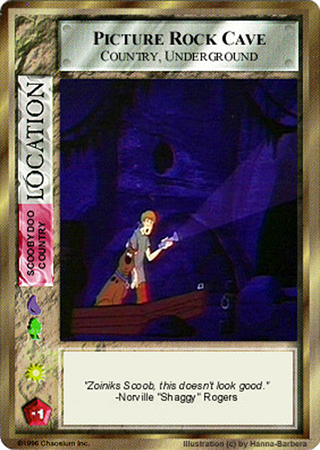 PICTURE ROCK CAVE
COUNTRY, UNDERGROUND
LOCATION
SCOOBYDOO
COUNTRY
"Zoiniks Scoob, this doesn't look good."
-Norville "Shaggy" Rogers
-1
©1996 Chaosium Inc.
Illustration (c) by Hanna-Barbera